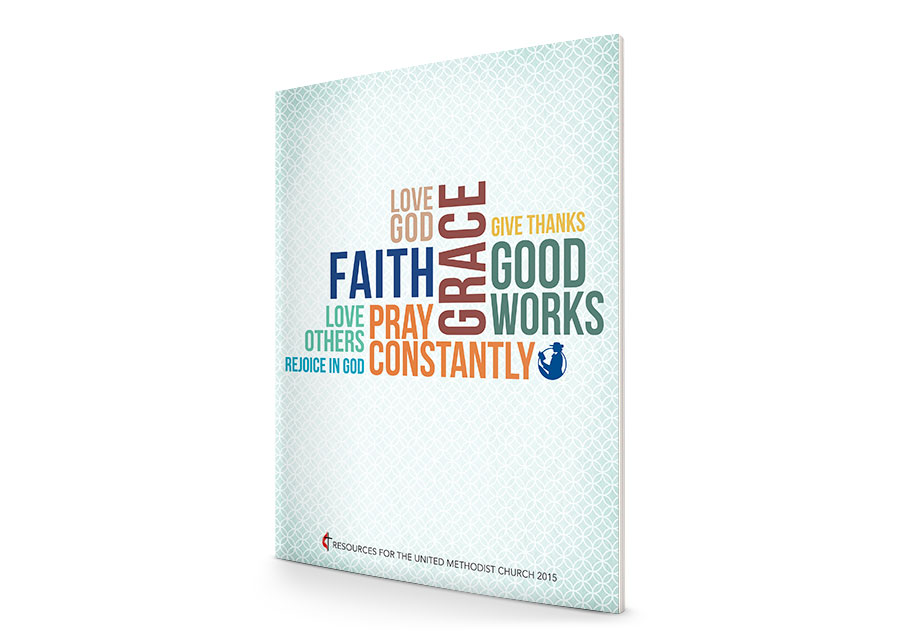 LOVE
GOD
GRACE
GIVE THANKS
FAITH
GOOD
WORKS
LOVE
OTHERS
PRAY
CONSTANTLY
REJOICE IN GOD
RESOURCES FOR THE UNITED METHODIST CHURCH 2015